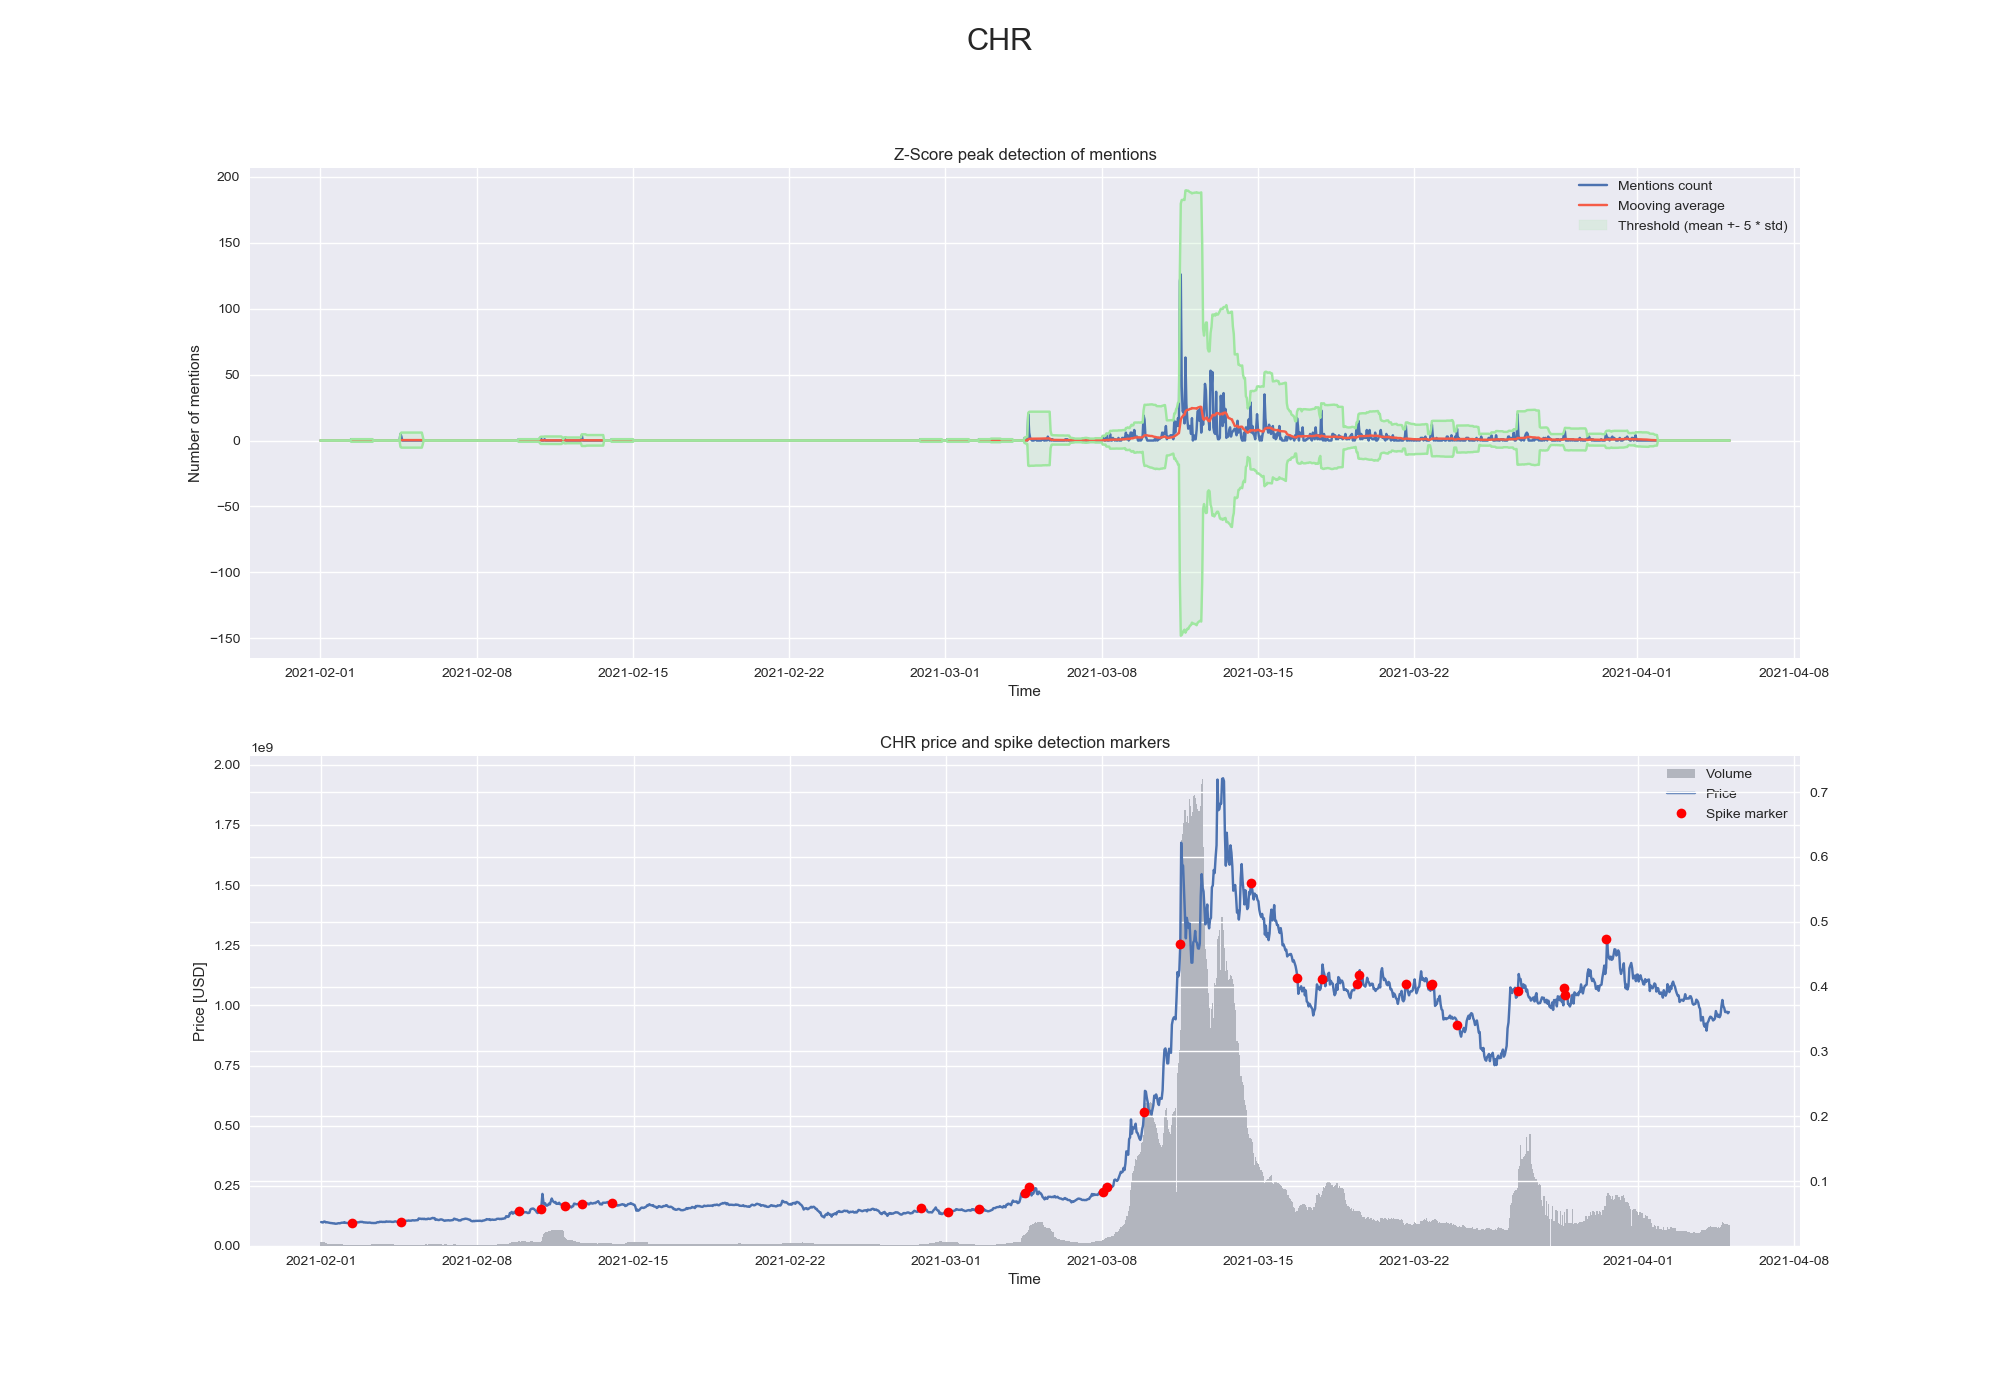 CHR
Z-Score peak detection of mentions
200
150
100
50
0
−50
−100
−150
Number of mentions
Mentions count
Mooving average
Threshold (mean +- 5 * std)
2021-02-01 2021-02-08 2021-02-15 2021-02-22 2021-03-01 2021-03-08 2021-03-15 2021-03-22 2021-04-01 2021-04-08
Time
CHR price and spike detection markers
1e9
2.00
1.75
1.50
1.25
1.00
0.75
0.50
0.25
0.00
Price [USD]
Volume
Price
Spike marker
0.7
0.6
0.5
0.4
0.3
0.2
0.1
2021-02-01 2021-02-08 2021-02-15 2021-02-22 2021-03-01 2021-03-08 2021-03-15 2021-03-22 2021-04-01 2021-04-08
Time